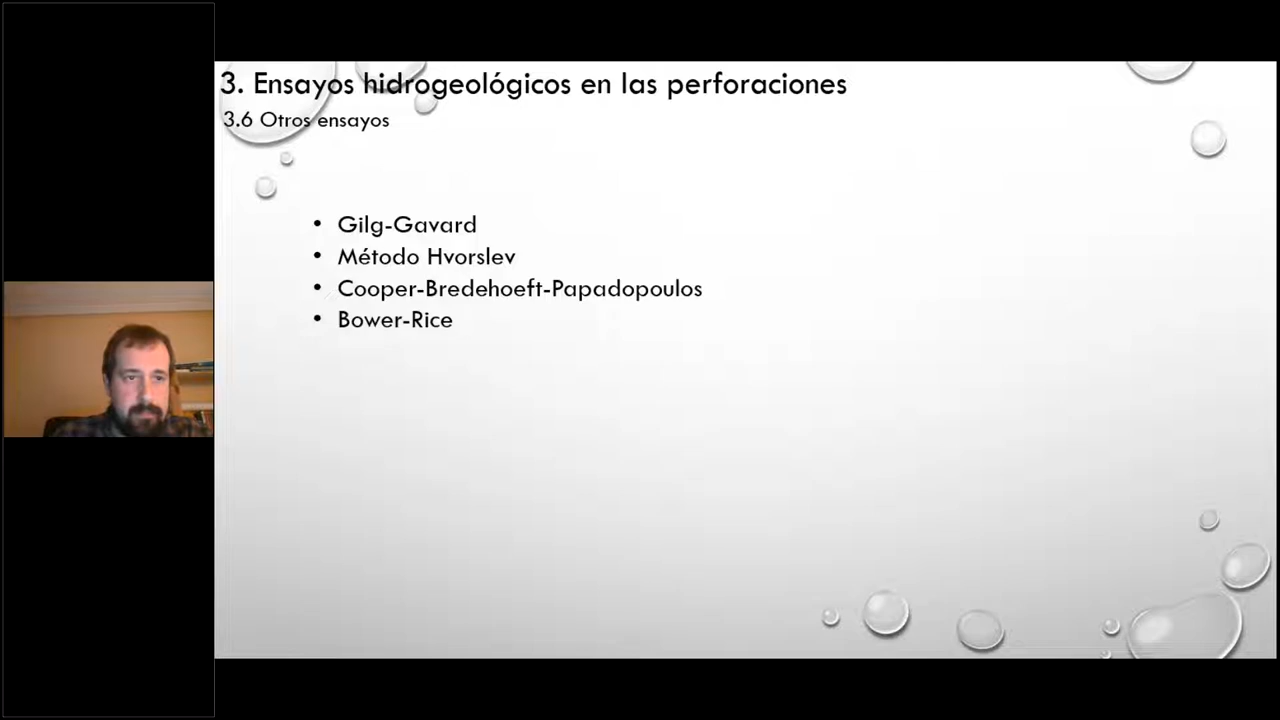 3. Ensayos hidrogeológicos en las perforaciones
3.6 Otros ensayos
• Gilg-Gavard
• Método Hvorslev
• Cooper-Bredehoeft-Papadopoulos
• Bower-Rice